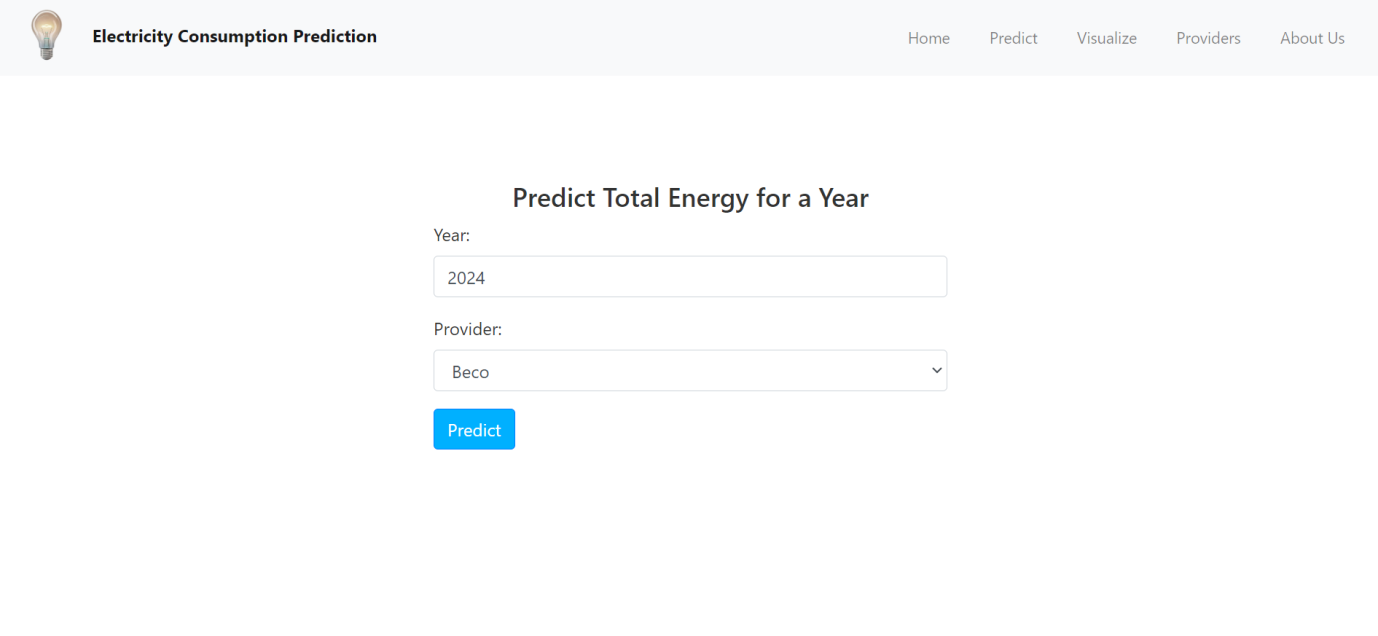 Electricity Consumption Prediction
Home Predict Visualize Providers About Us
Predict Total Energy for a Year
Year:
2024
Provider:
Beco
Predict